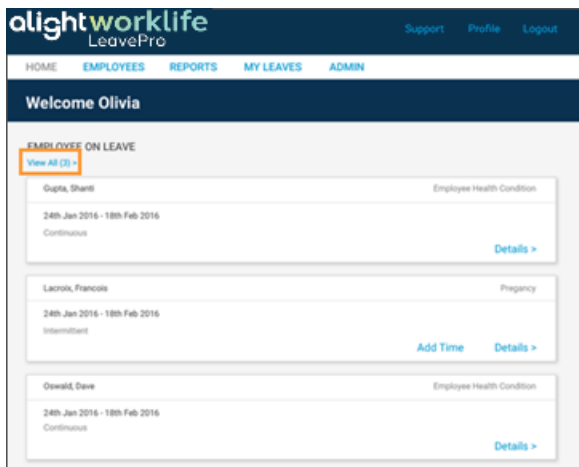 alightworklife
LeavePro
Support Profile Logout
HOME EMPLOYEES REPORTS MY LEAVES ADMIN
Welcome Olivia
EMPLOYEE ON LEAVE
View All (3) >
Gupta, Shanti Employee Health Condition
24th Jan 2016 - 18th Feb 2016
Continuous
Details >
Lacroix, Francois Pregancy
24th Jan 2016 - 18th Feb 2016
Intermittent
Add Time Details >
Oswald, Dave Employee Health Condition
24th Jan 2016 - 18th Feb 2016
Continuous
Details >